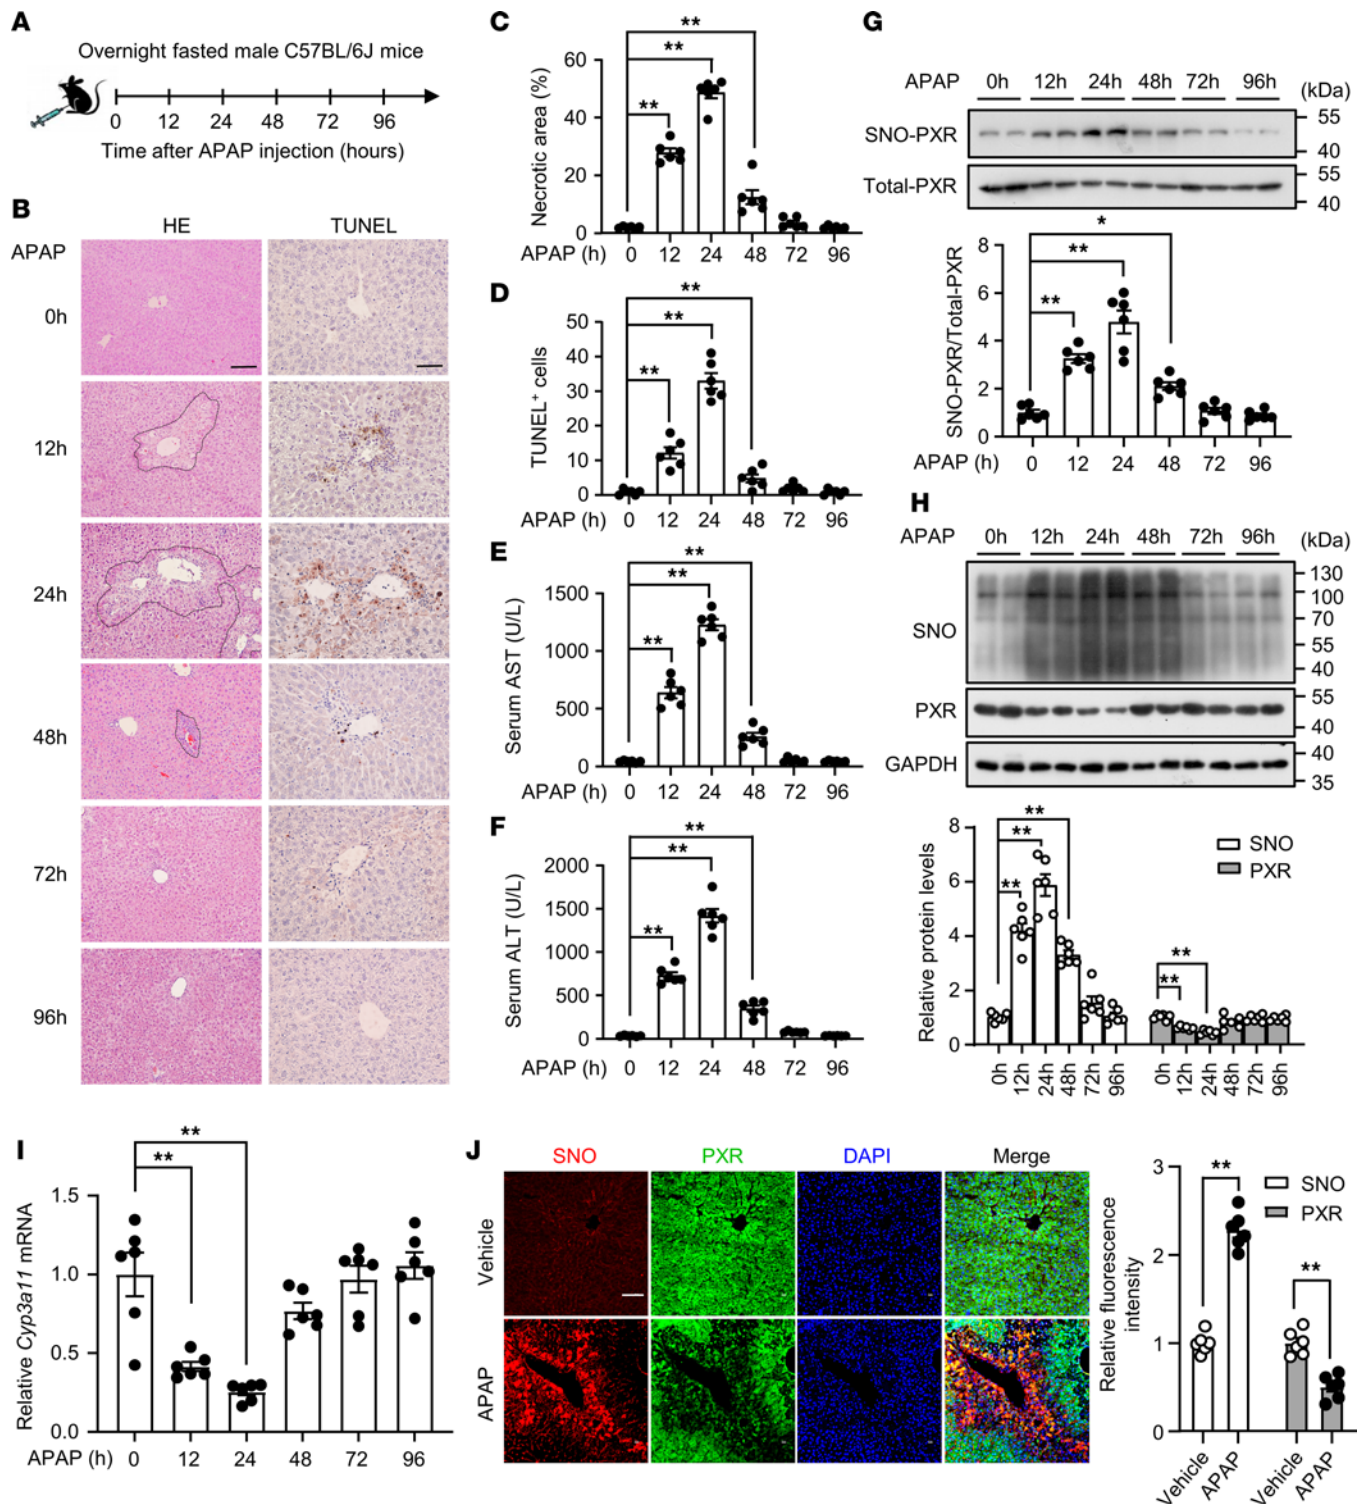 A
Overnight fasted male C57BL/6J mice
0 12 24 48 72 96
Time after APAP injection (hours)
B
HE TUNEL
APAP
0h
12h
24h
48h
72h
96h
C
**
**
**
Necrotic area (%)
60
40
20
0
APAP (h) 0 12 24 48 72 96
D
**
**
**
TUNEL+ cells
50
40
30
20
10
0
APAP (h) 0 12 24 48 72 96
E
**
**
**
Serum AST (U/L)
1500
1000
500
0
APAP (h) 0 12 24 48 72 96
F
**
**
**
Serum ALT (U/L)
2000
1500
1000
500
0
APAP (h) 0 12 24 48 72 96
G
APAP 0h 12h 24h 48h 72h 96h (kDa)
SNO-PXR
55
40
Total-PXR
55
40
*
**
**
SNO-PXR/Total-PXR
8
6
4
2
0
APAP (h) 0 12 24 48 72 96
H
APAP 0h 12h 24h 48h 72h 96h (kDa)
SNO
130
100
70
55
40
PXR
55
40
GAPDH
40
35
**
**
**
**
**
SNO
PXR
Relative protein levels
8
6
4
2
0
0h 12h 24h 48h 72h 96h 0h 12h 24h 48h 72h 96h
I
**
**
Relative Cyp3a11 mRNA
1.5
1.0
0.5
0.0
APAP (h) 0 12 24 48 72 96
J
SNO PXR DAPI Merge
Vehicle
APAP
Relative fluorescence
intensity
3
2
1
0
**
**
SNO
PXR
Vehicle APAP Vehicle APAP